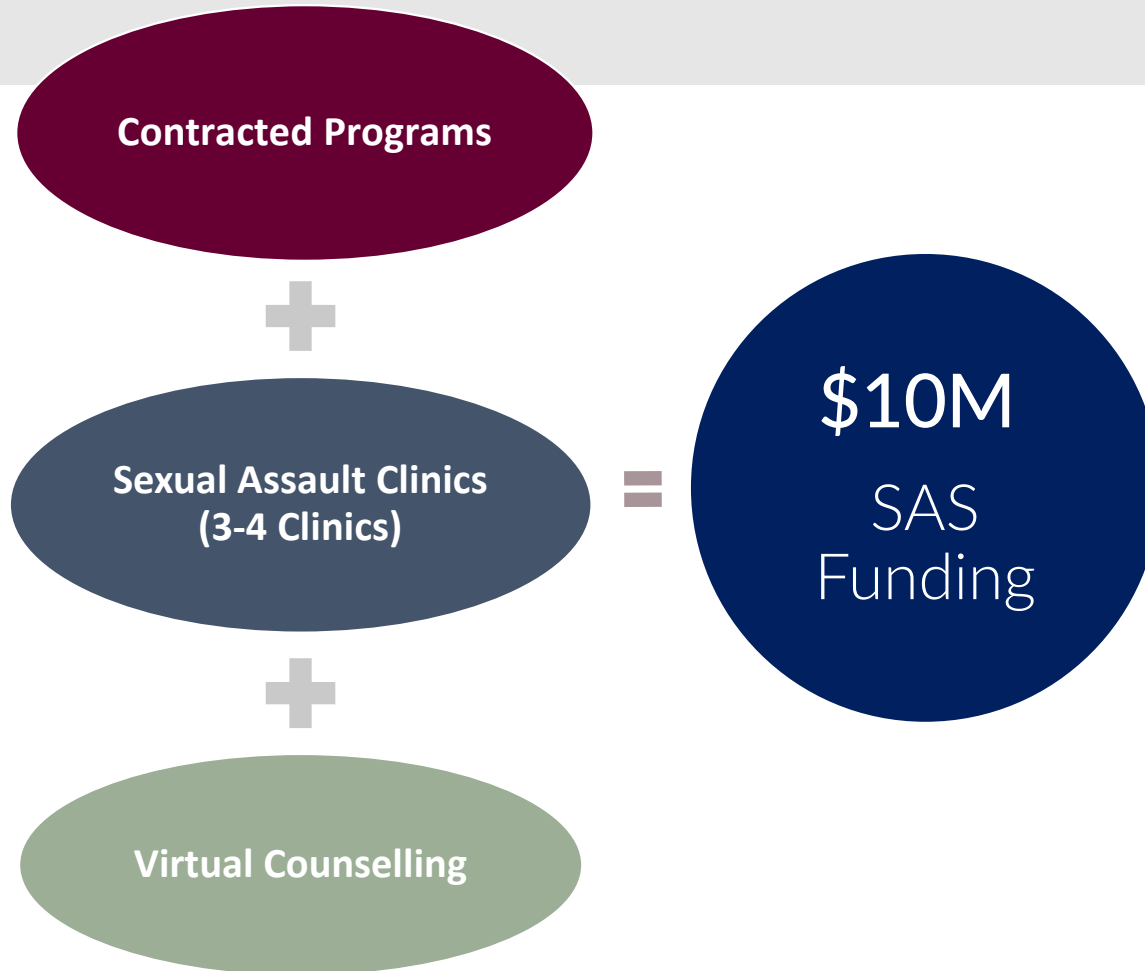 Contracted Programs
Sexual Assault Clinics
(3-4 Clinics)
Virtual Counselling
$10M
SAS
Funding